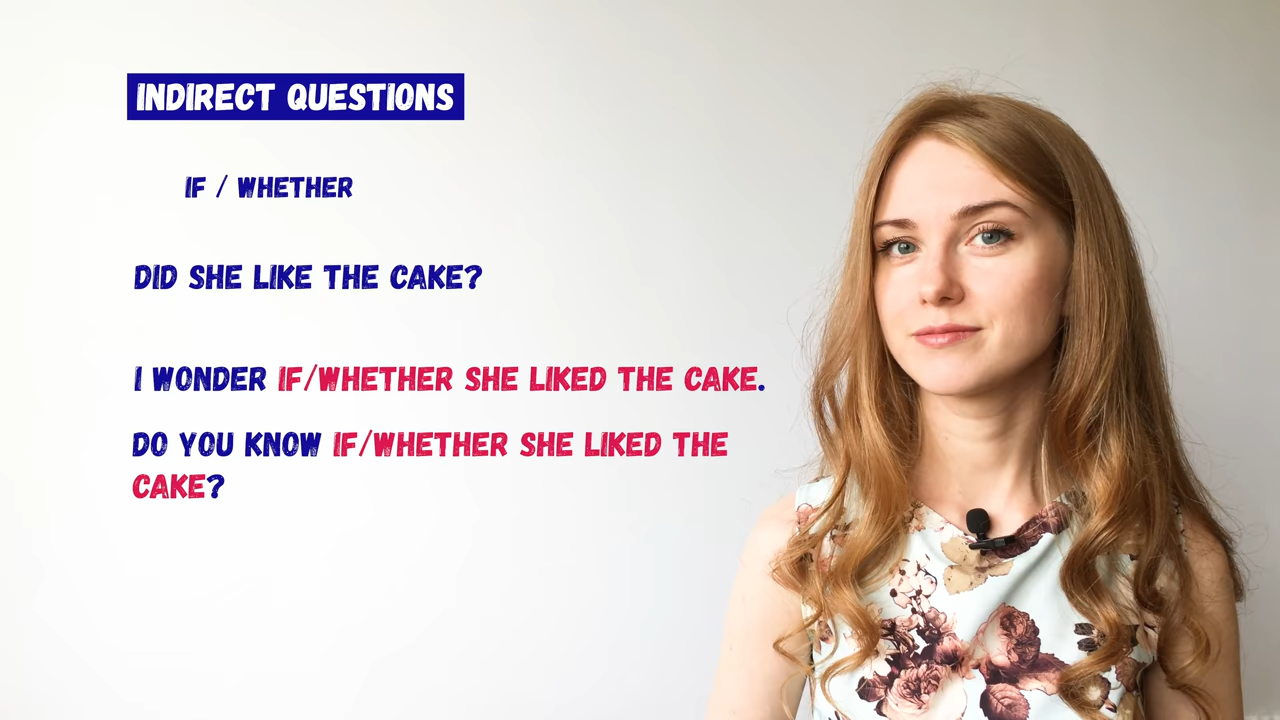 INDIRECT QUESTIONS
IF / WHETHER
DID SHE LIKE THE CAKE?
I WONDER IF/WHETHER SHE LIKED THE CAKE.
DO YOU KNOW IF/WHETHER SHE LIKED THE
CAKE?